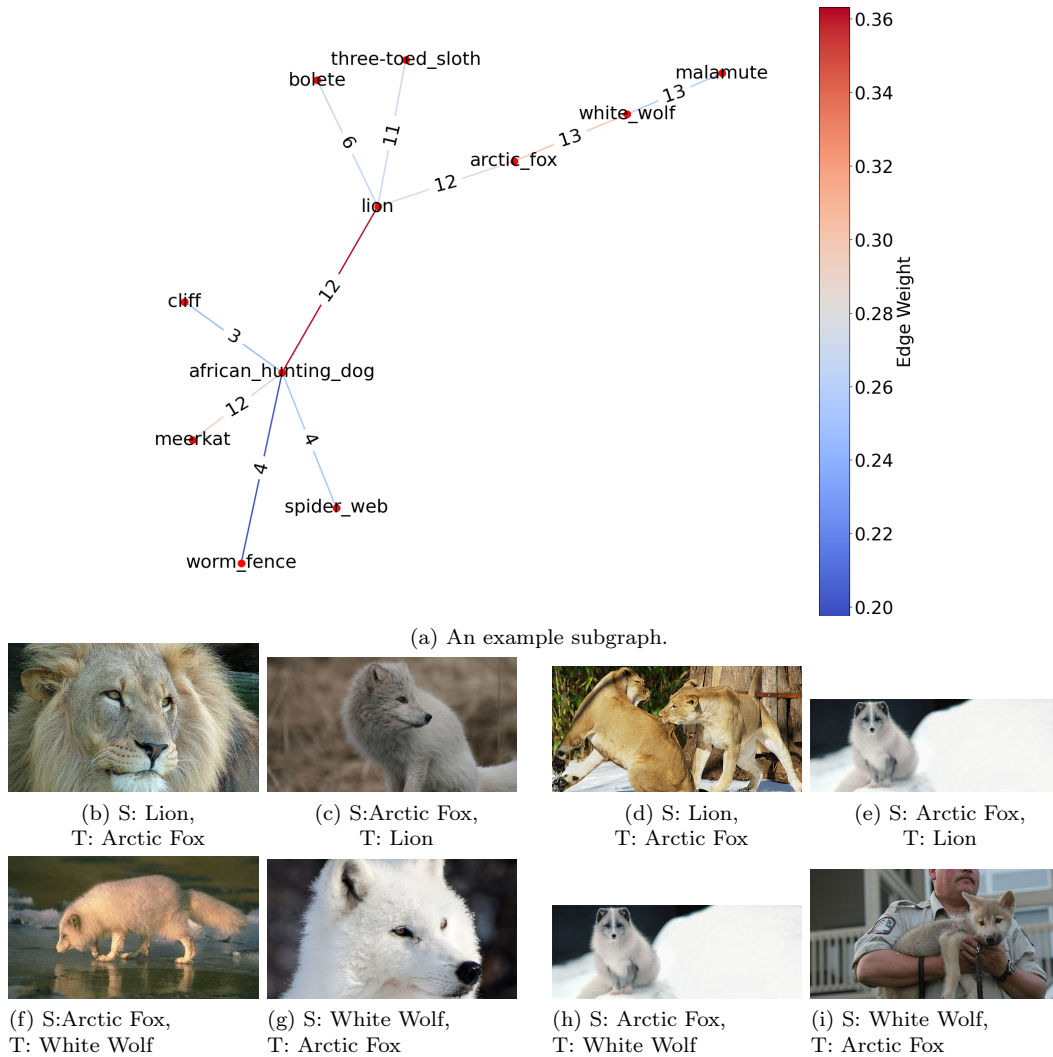 three-toed_sloth
bolete
malamute
white_wolf
arctic_fox
lion
cliff
african_hunting_dog
meerkat
spider_web
worm_fence
6
11
12
13
13
12
3
12
4
4
0.36
0.34
0.32
0.30
0.28
0.26
0.24
0.22
0.20
Edge Weight
(a) An example subgraph.
(b) S: Lion,
T: Arctic Fox
(c) S:Arctic Fox,
T: Lion
(d) S: Lion,
T: Arctic Fox
(e) S: Arctic Fox,
T: Lion
(f) S:Arctic Fox,
T: White Wolf
(g) S: White Wolf,
T: Arctic Fox
(h) S: Arctic Fox,
T: White Wolf
(i) S: White Wolf,
T: Arctic Fox